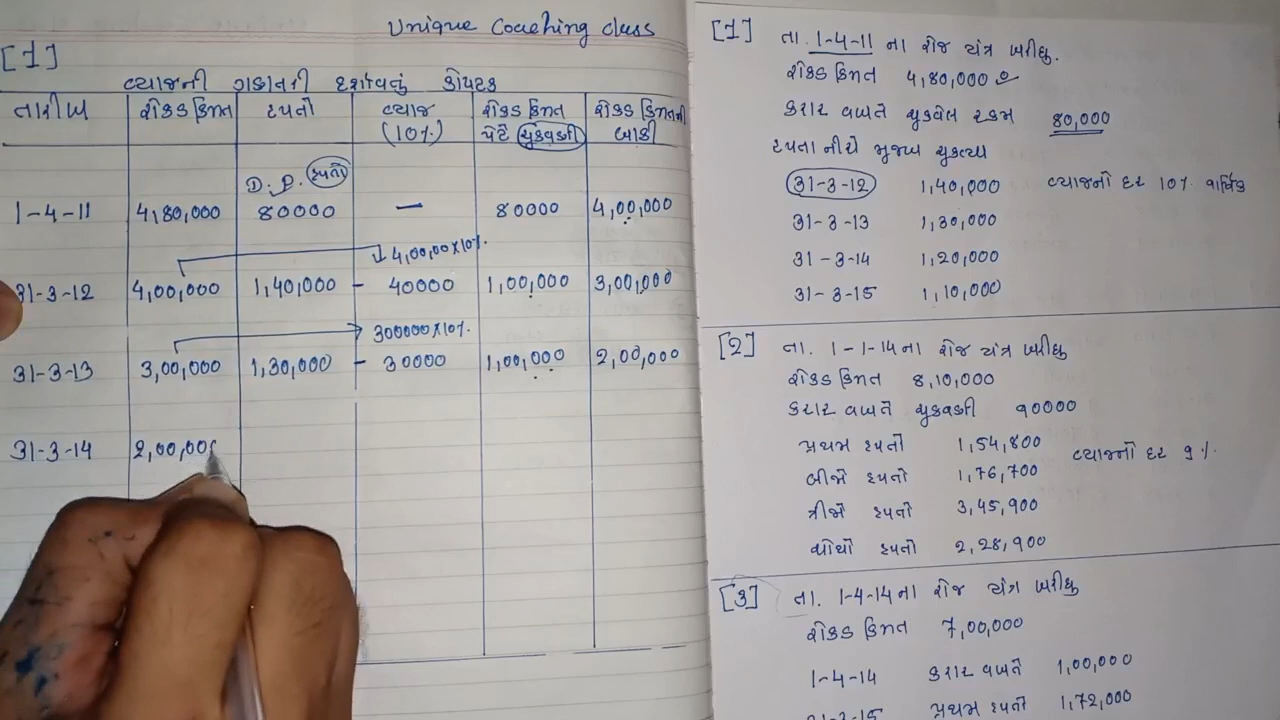 Unique Coaching class
[1]
વ્યાજની ગણતરી દર્શાવતું કોષ્ટક
તારીખ રોકડ કિંમત હપતો વ્યાજ (10%) રોકડ કિંમત પેટે ચુકવણી રોકડ કિંમતની બાકી
D. P. હપતો
1-4-11 4,80,000 80000 — 80000 4,00,000
↓ 4,00,00×10%
31-3-12 4,00,000 1,40,000 - 40000 1,00,000 3,00,000
300000×10%
31-3-13 3,00,000 1,30,000 - 30000 1,00,000 2,00,000
31-3-14 2,00,000
[1] તા. 1-4-11 ના રોજ યંત્ર ખરીદ્યુ.
રોકડ કિંમત 4,80,000
કરાર વખતે ચુકવેલ રકમ 80,000
હપતા નીચે મુજબ ચુકવ્યા
31-3-12 1,40,000 વ્યાજનો દર 10% વાર્ષિક
31-3-13 1,30,000
31-3-14 1,20,000
31-3-15 1,10,000
[2] તા. 1-1-14 ના રોજ યંત્ર ખરીદ્યુ
રોકડ કિંમત 8,10,000
કરાર વખતે ચુકવણી 90000
પ્રથમ હપતો 1,54,800
વ્યાજનો દર 9%.
બીજો હપતો 1,76,700
ત્રીજો હપતો 3,45,900
ચોથો હપતો 2,28,900
[3] તા. 1-4-14 ના રોજ યંત્ર ખરીદ્યુ
રોકડ કિંમત 7,00,000
1-4-14 કરાર વખતે 1,00,000
31-3-15 પ્રથમ હપતો 1,72,000